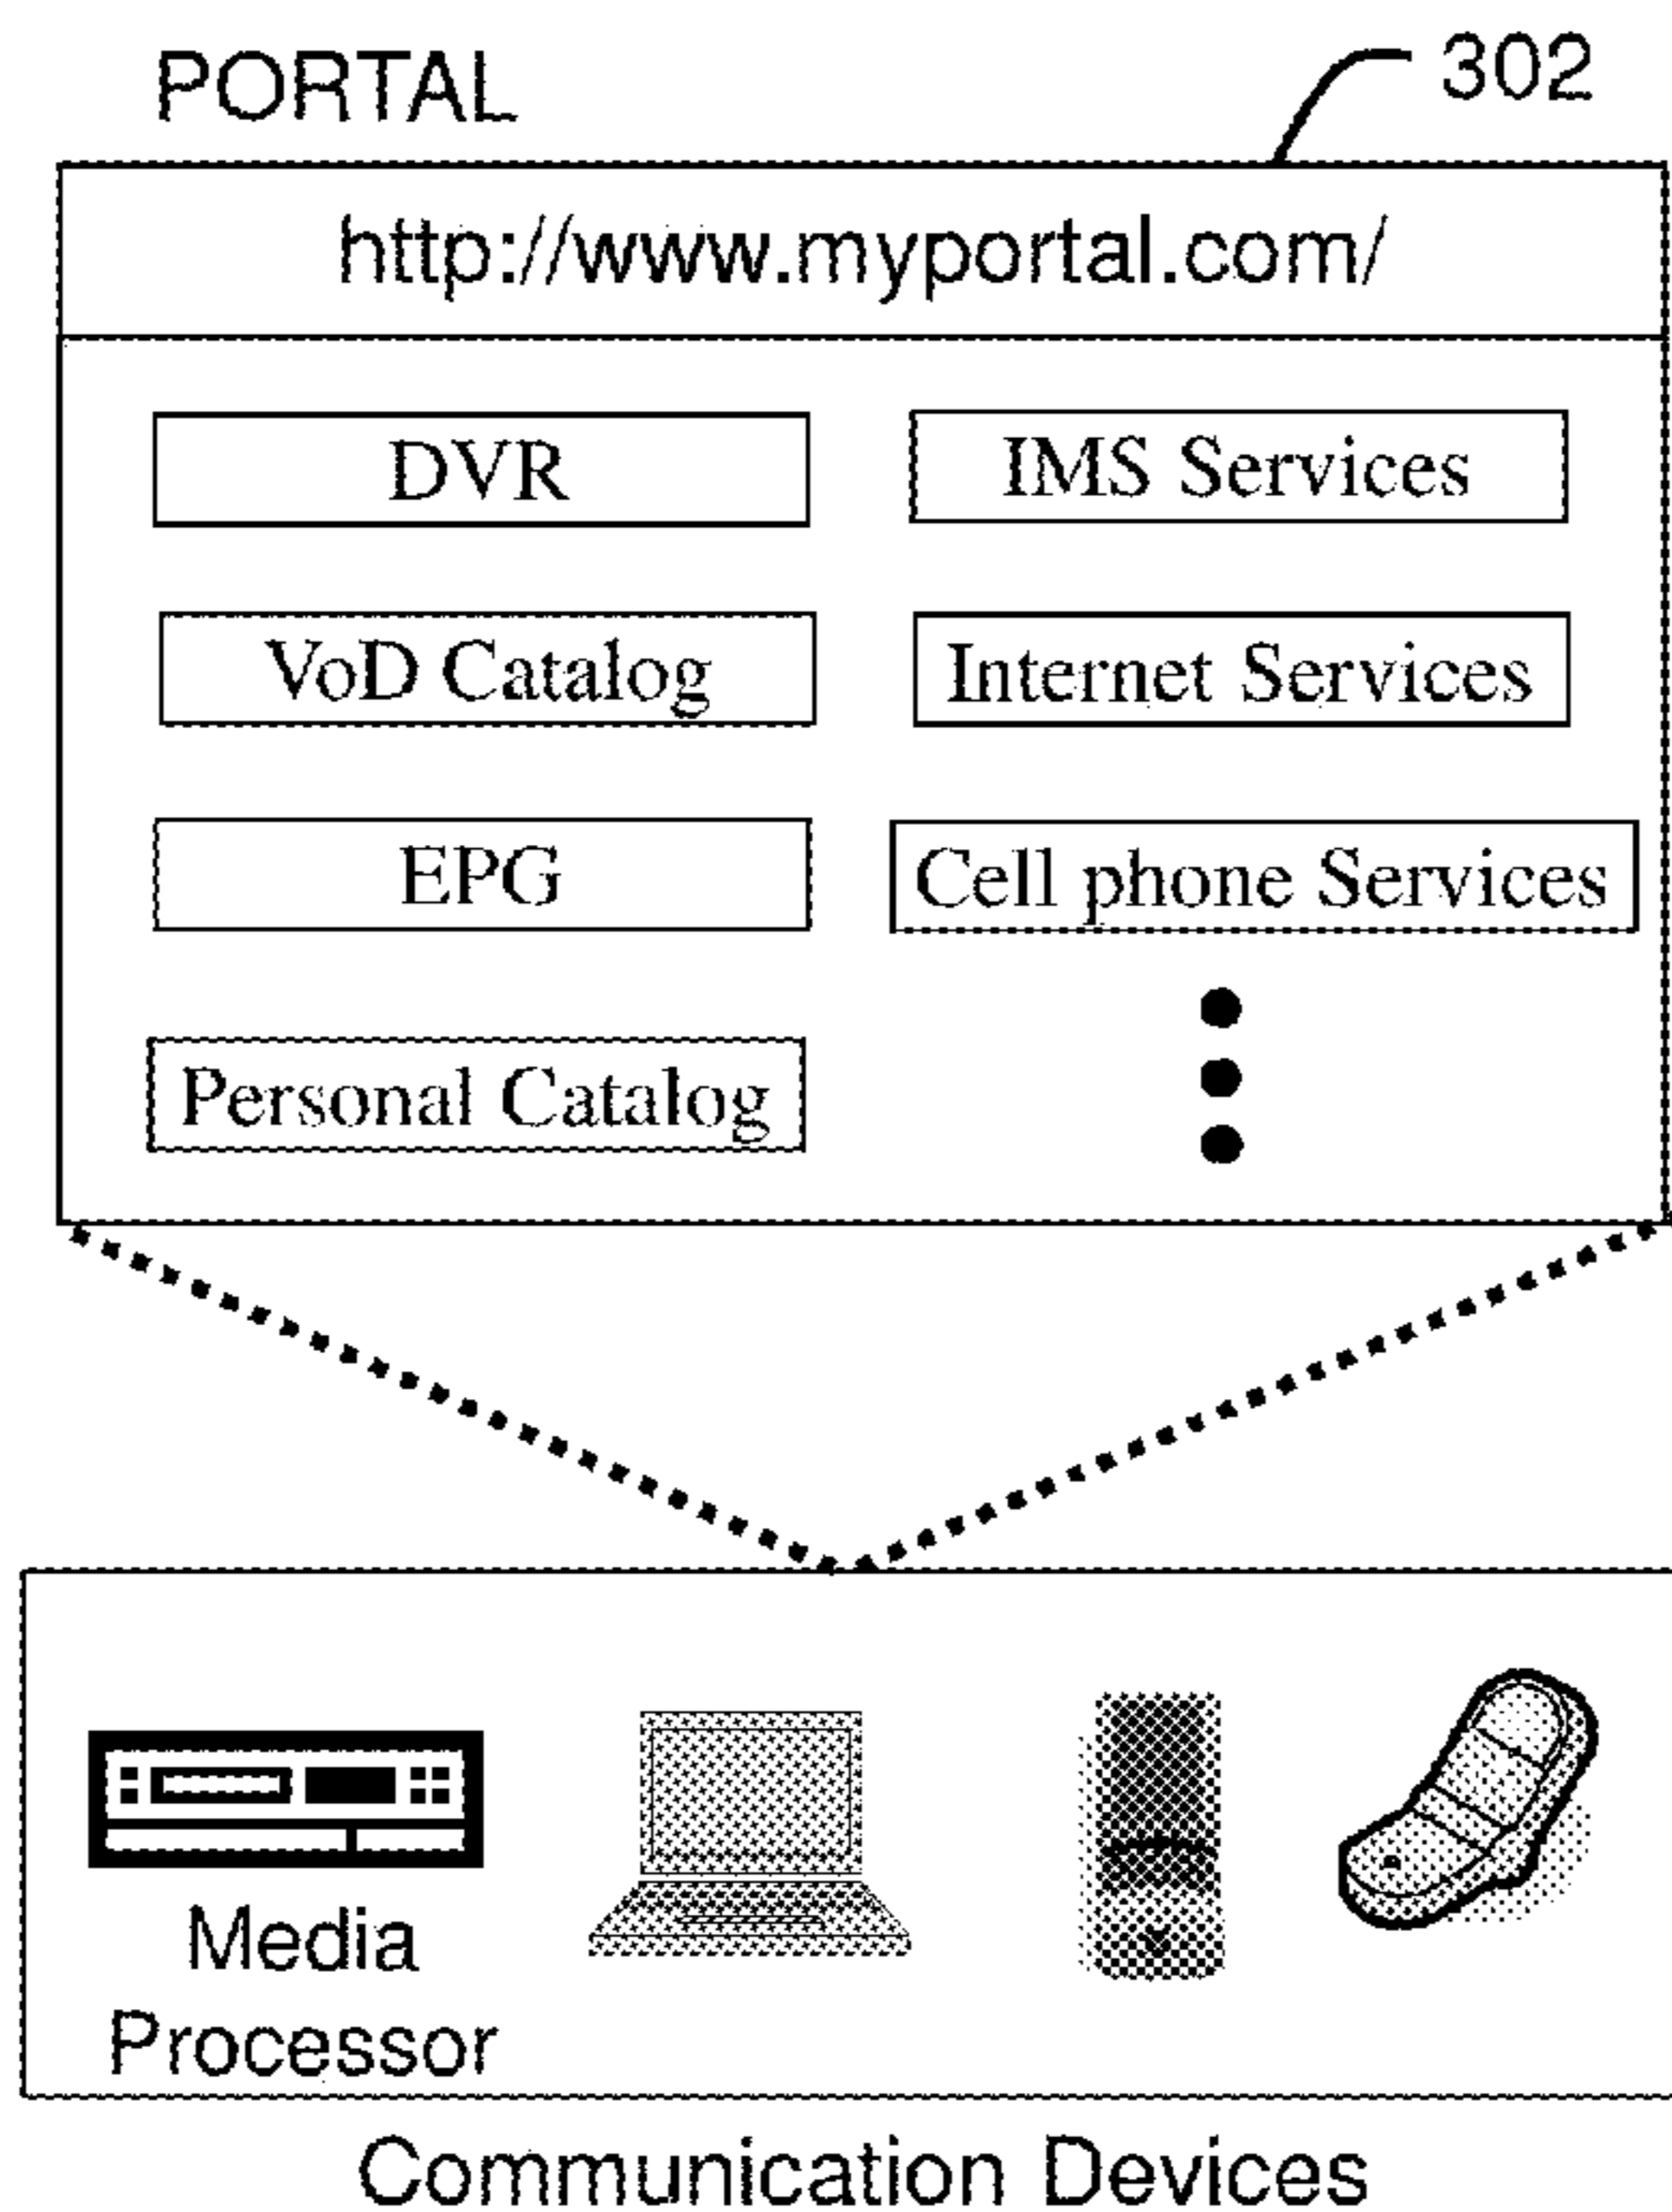 PORTAL
302
http://www.myportal.com/
DVR
IMS Services
VoD Catalog
Internet Services
EPG
Cell phone Services
Personal Catalog
Media
Processor
Communication Devices